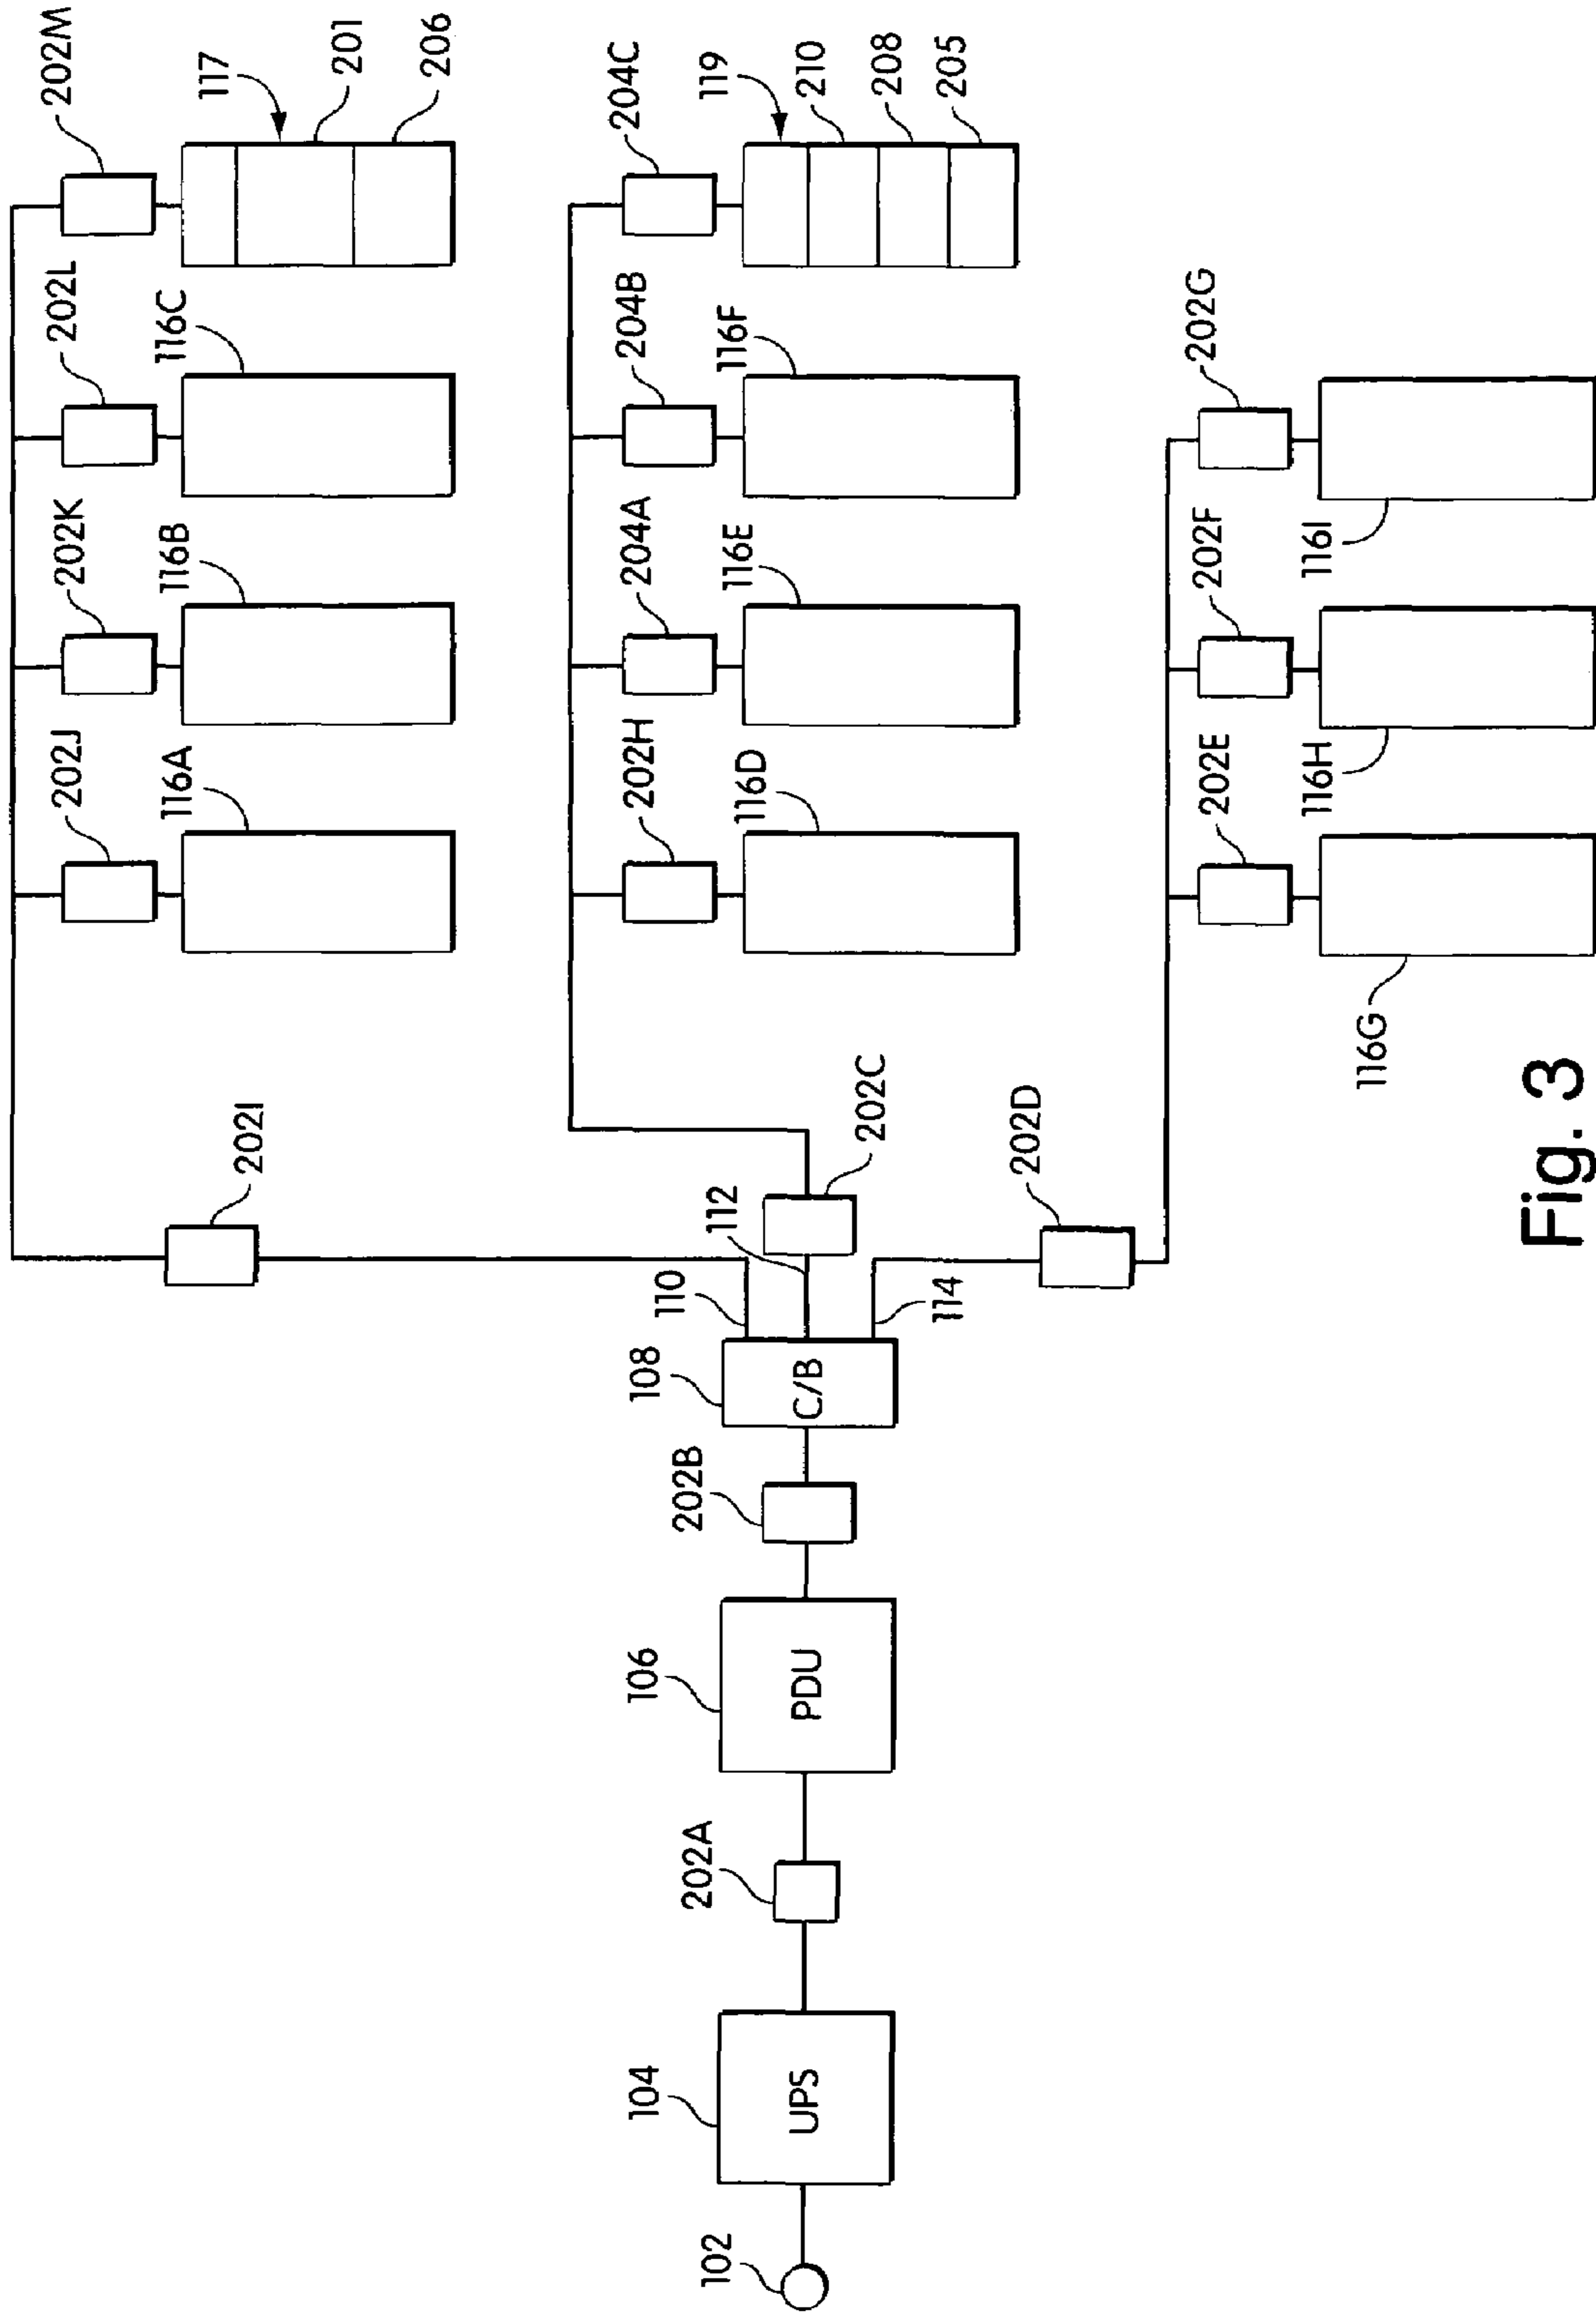 202M
117
201
206
202L
116C
202K
116B
202J
116A
202I
204C
119
210
208
205
204B
116F
204A
116E
202H
116D
202C
112
110
114
108
C/B
202B
106
PDU
202A
104
UPS
102
202G
116I
202F
116H
202E
116G
202D
Fig. 3